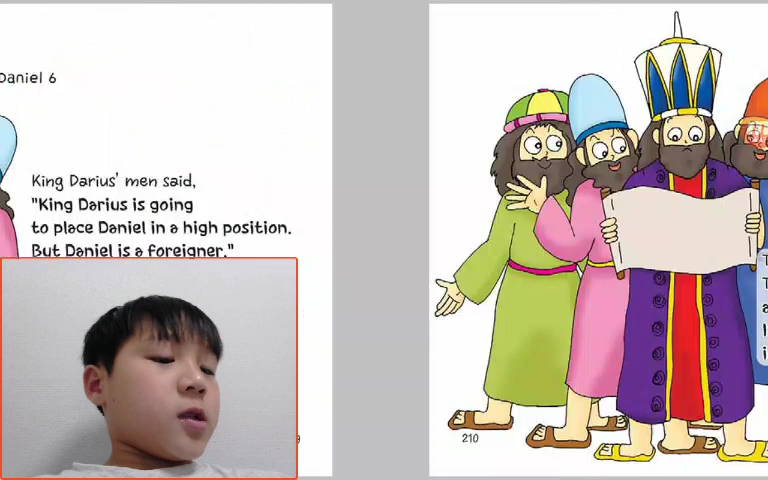 Daniel 6
King Darius' men said,
"King Darius is going
to place Daniel in a high position.
But Daniel is a foreigner."
210